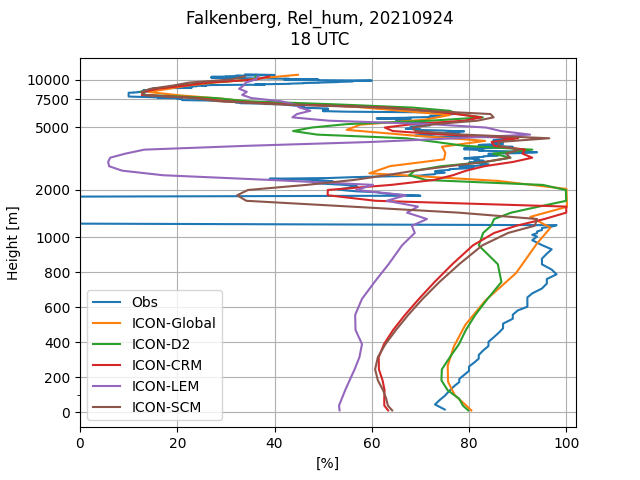 Falkenberg, Rel_hum, 20210924
18 UTC
10000
7500
5000
2000
1000
800
600
400
200
0
Height [m]
Obs
ICON-Global
ICON-D2
ICON-CRM
ICON-LEM
ICON-SCM
0 20 40 60 80 100
[%]